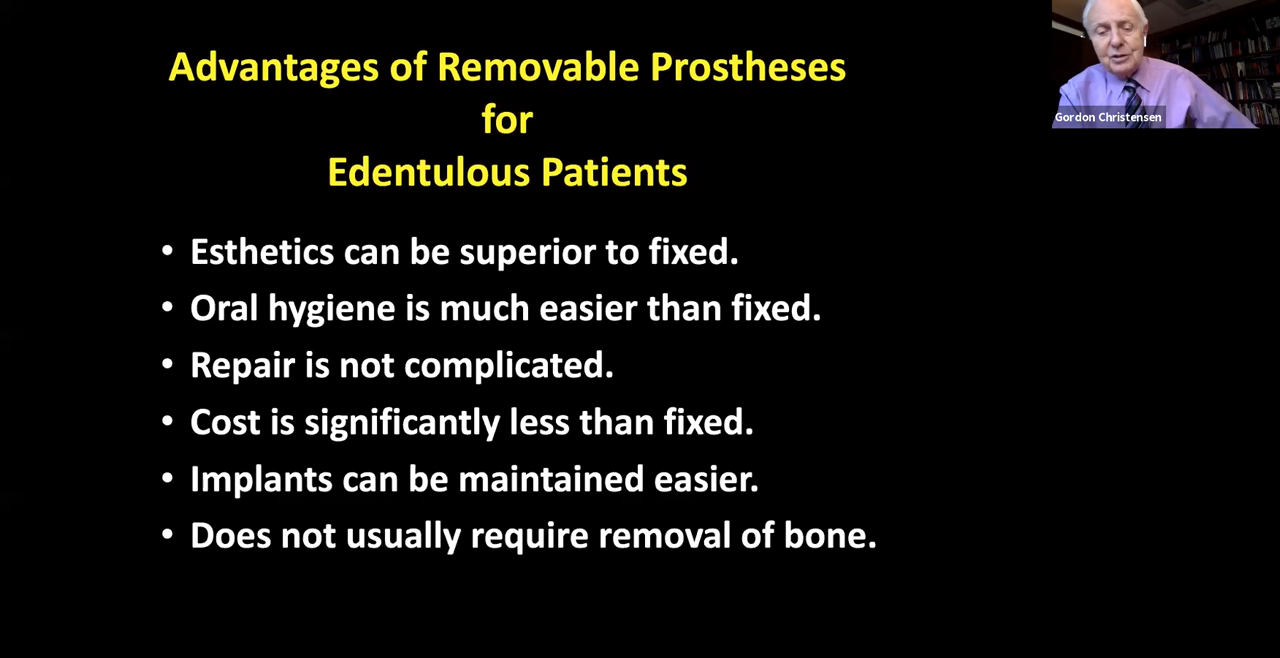 Advantages of Removable Prostheses
for
Edentulous Patients
• Esthetics can be superior to fixed.
• Oral hygiene is much easier than fixed.
• Repair is not complicated.
• Cost is significantly less than fixed.
• Implants can be maintained easier.
• Does not usually require removal of bone.
Gordon Christensen